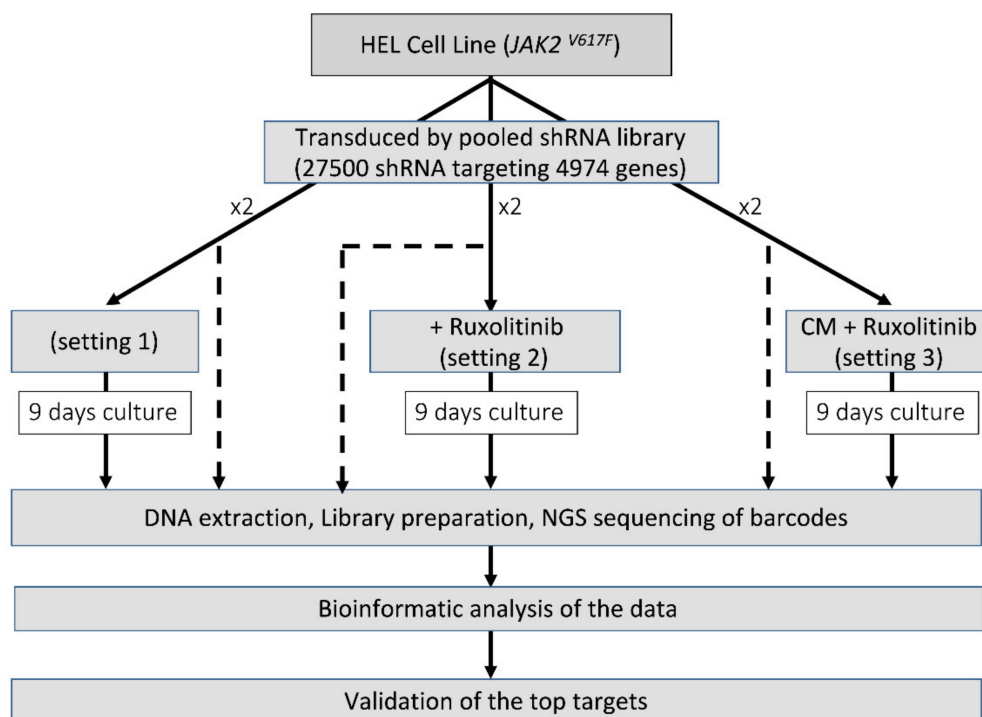 HEL Cell Line (JAK2 V617F)
Transduced by pooled shRNA library
(27500 shRNA targeting 4974 genes)
x2
x2
x2
(setting 1)
+ Ruxolitinib
(setting 2)
CM + Ruxolitinib
(setting 3)
9 days culture
9 days culture
9 days culture
DNA extraction, Library preparation, NGS sequencing of barcodes
Bioinformatic analysis of the data
Validation of the top targets